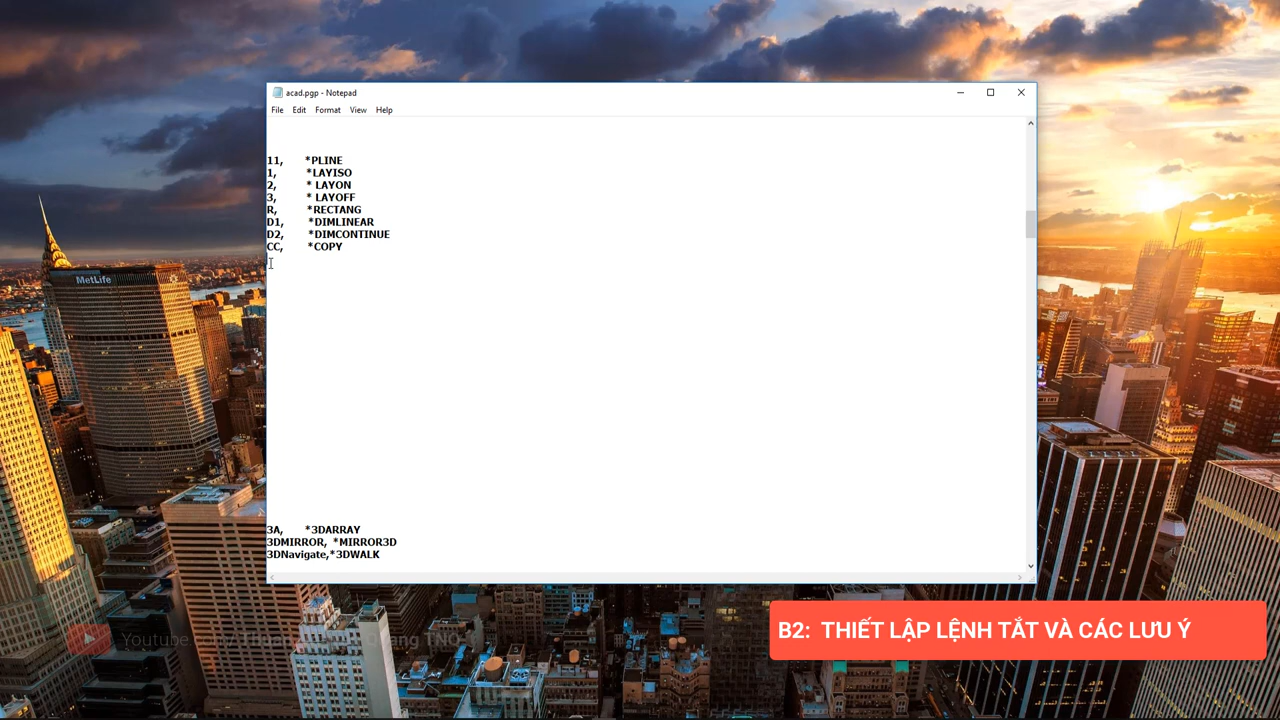 acad.pgp - Notepad
File Edit Format View Help
11, *PLINE
1, *LAYISO
2, * LAYON
3, * LAYOFF
R, *RECTANG
D1, *DIMLINEAR
D2, *DIMCONTINUE
CC, *COPY
MetLife
3A, *3DARRAY
3DMIRROR, *MIRROR3D
3DNavigate,*3DWALK
B2: THIẾT LẬP LỆNH TẮT VÀ CÁC LƯU Ý
Quang TNQ